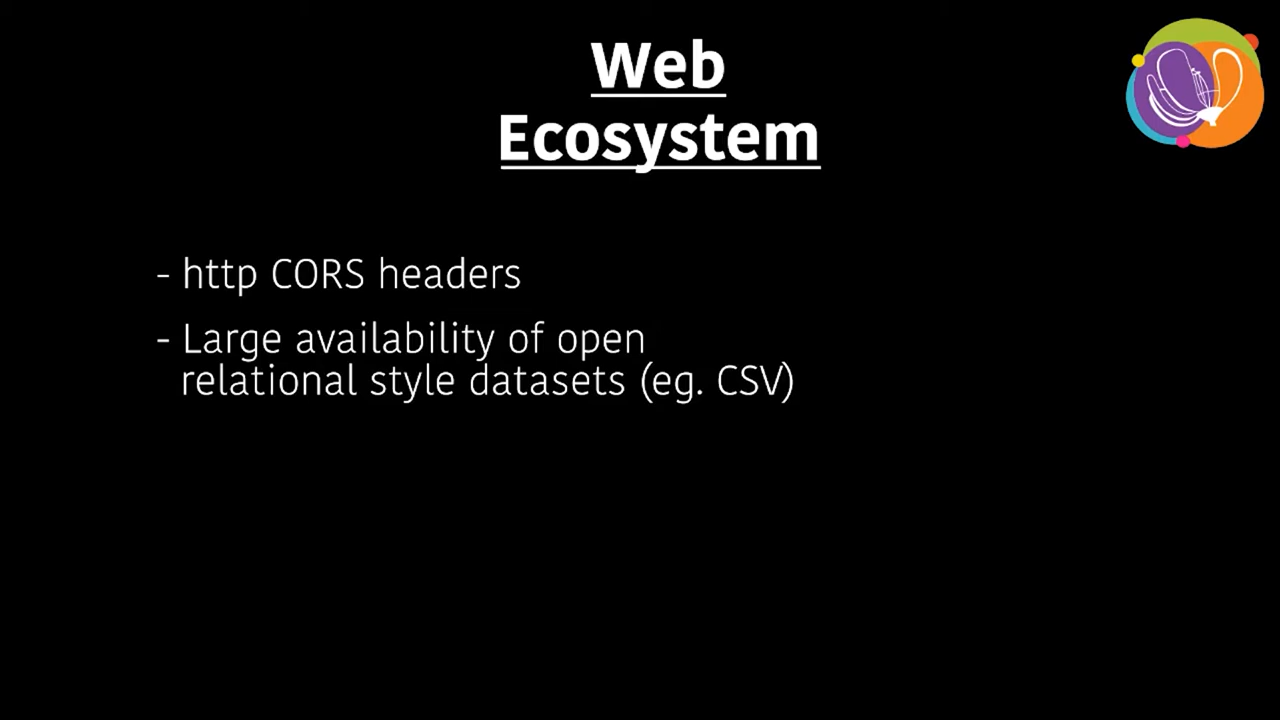 Web
Ecosystem
- http CORS headers
- Large availability of open
relational style datasets (eg. CSV)